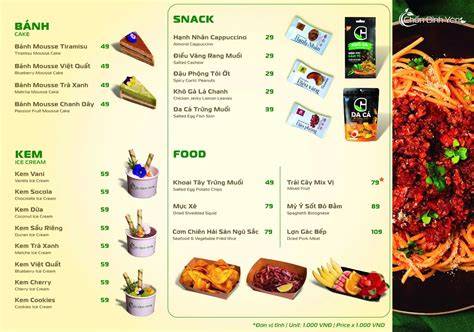 BÁNH
CAKE
Bánh Mousse Tiramisu 49
Tiramisu Mousse Cake
Bánh Mousse Việt Quất 49
Blueberry Mousse Cake
Bánh Mousse Trà Xanh 49
Matcha Mousse Cake
Bánh Mousse Chanh Dây 49
Passion Fruit Mousse Cake
KEM
ICE CREAM
Kem Vani 59
Vanilla Ice Cream
Kem Socola 59
Chocolate Ice Cream
Kem Dừa 59
Coconut Ice Cream
Kem Sầu Riêng 59
Durian Ice Cream
Kem Trà Xanh 59
Matcha Ice Cream
Kem Việt Quất 59
Blueberry Ice Cream
Kem Cherry 59
Cherry Ice Cream
Kem Cookies 59
Cookies Ice Cream
SNACK
Hạnh Nhân Cappuccino 29
Almond Cappuccino
Điều Vàng Rang Muối 29
Salted Cashew
Đậu Phộng Tỏi Ớt 29
Spicy Garlic Peanuts
Khô Gà Lá Chanh 29
Chicken Jerky Lemon Leaves
Da Cá Trứng Muối 29
Salted Egg Fish Skin
FOOD
Khoai Tây Trứng Muối 49
Salted Egg Potato Crisps
Mực Xé 59
Dried Shredded Squid
Cơm Chiên Hải Sản Ngũ Sắc 79
Seafood & Vegetable Fried Rice
Trái Cây Mix Vị 79*
Mixed Fruit
Mỳ Ý Sốt Bò Bằm 89
Spaghetti Bolognese
Lợn Gác Bếp 109
Dried Pork Meat
*Đơn vị tính / Unit: 1.000 VND / Price x 1.000 VND
DA CÁ